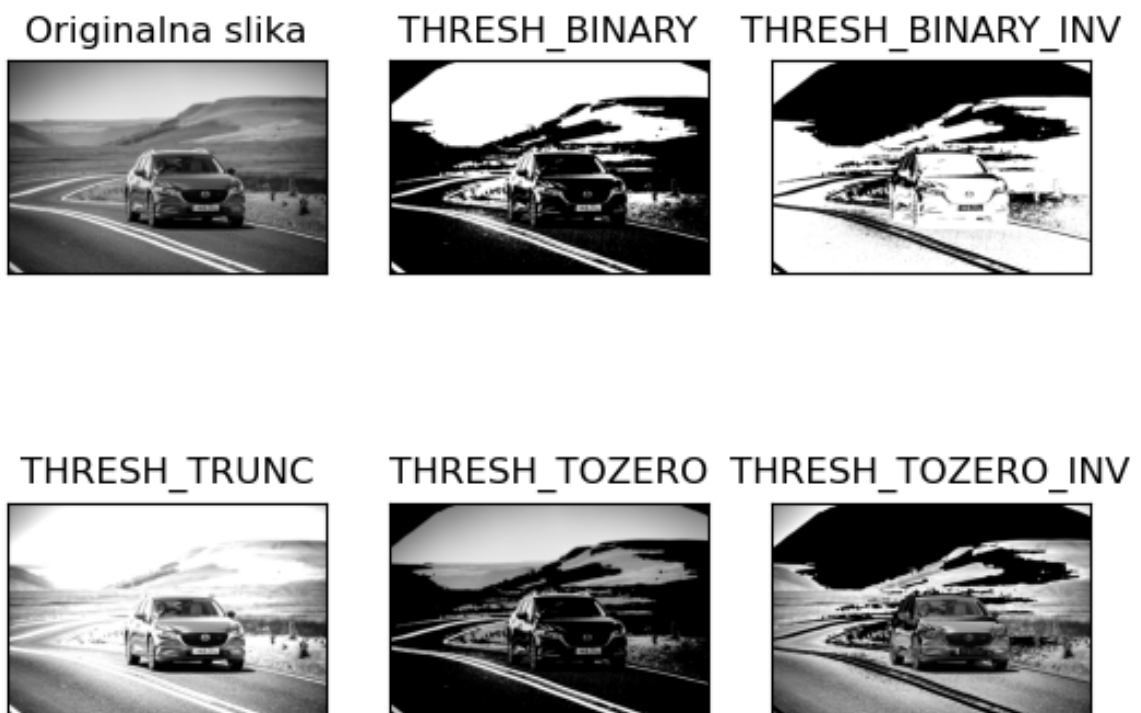 Originalna slika
THRESH_BINARY
THRESH_BINARY_INV
THRESH_TRUNC
THRESH_TOZERO
THRESH_TOZERO_INV